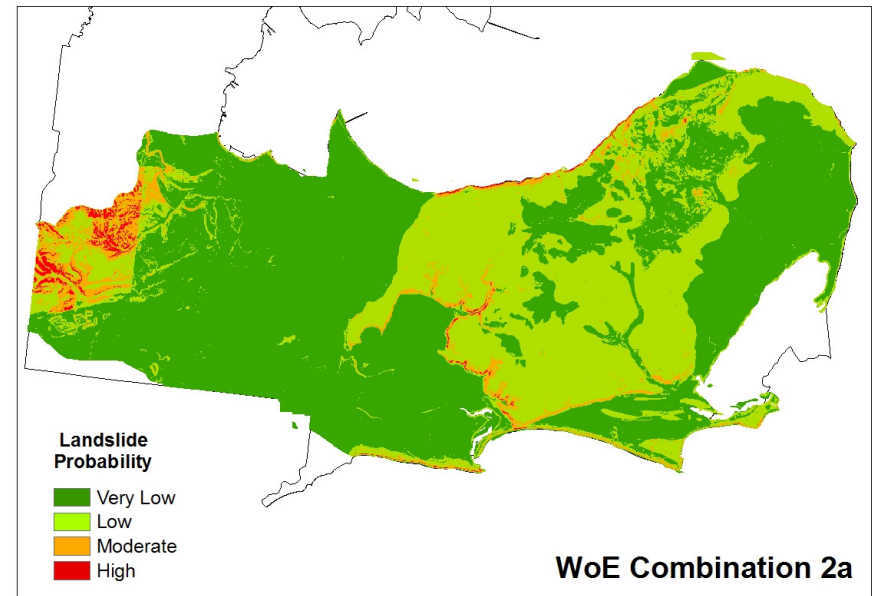 Landslide
Probability
Very Low
Low
Moderate
High
WoE Combination 2a